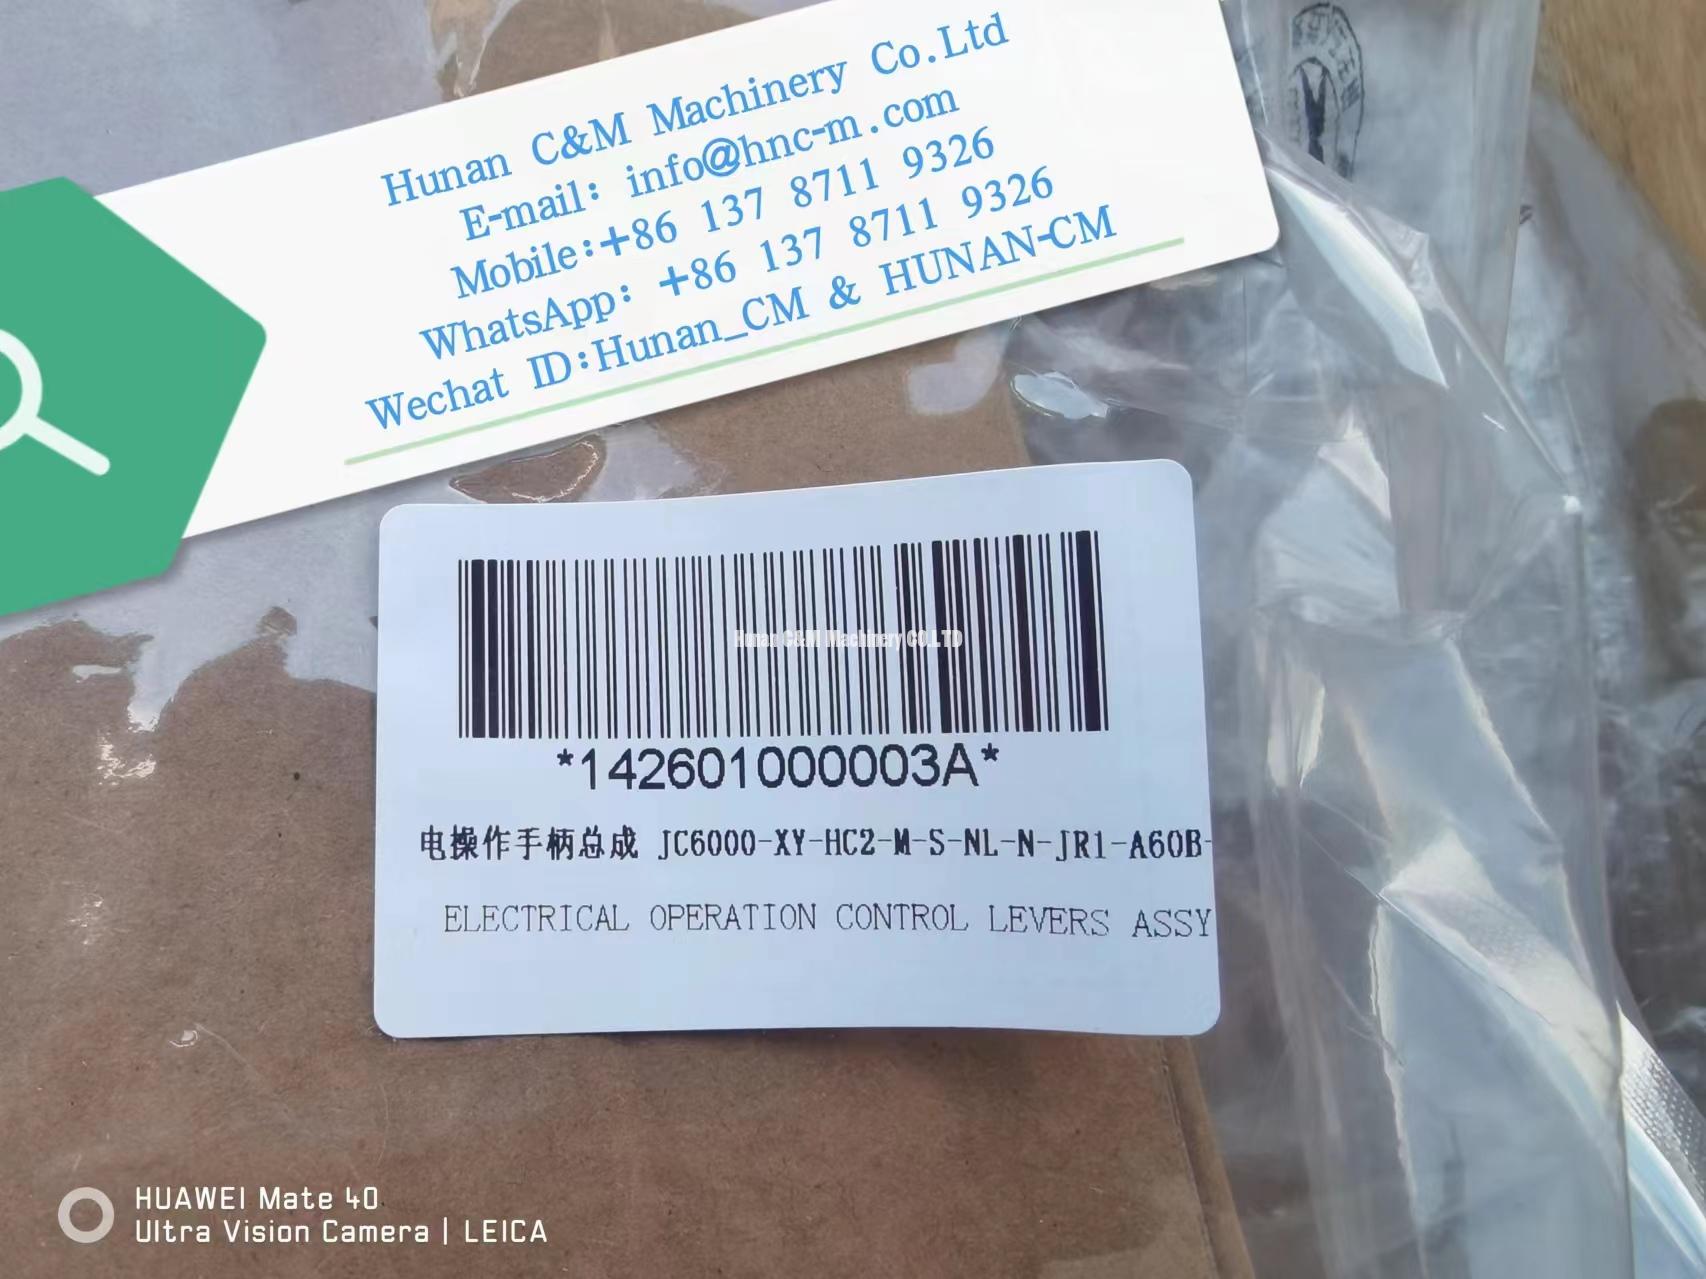 Hunan C&M Machinery Co.Ltd
E-mail: info@hnc-m.com
Mobile:+86 137 8711 9326
WhatsApp: +86 137 8711 9326
Wechat ID:Hunan_CM & HUNAN-CM
Hunan C&M Machinery CO.LTD
*142601000003A*
电操作手柄总成 JC6000-XY-HC2-M-S-NL-N-JR1-A60B-
ELECTRICAL OPERATION CONTROL LEVERS ASSY
HUAWEI Mate 40
Ultra Vision Camera | LEICA